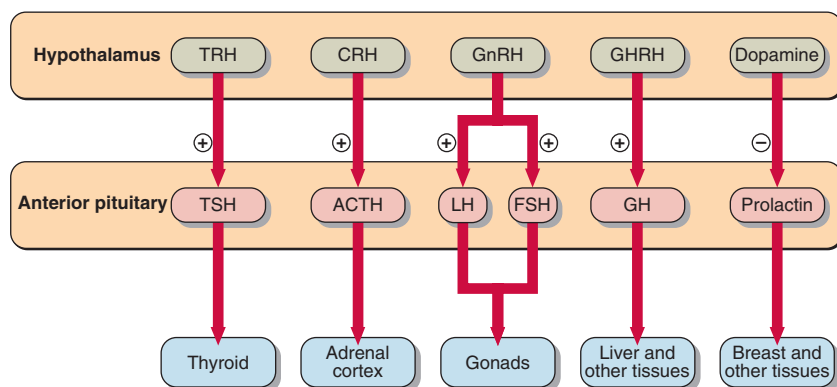 Hypothalamus TRH CRH GnRH GHRH Dopamine
+ + + + + −
Anterior pituitary TSH ACTH LH FSH GH Prolactin
Thyroid Adrenal cortex Gonads Liver and other tissues Breast and other tissues